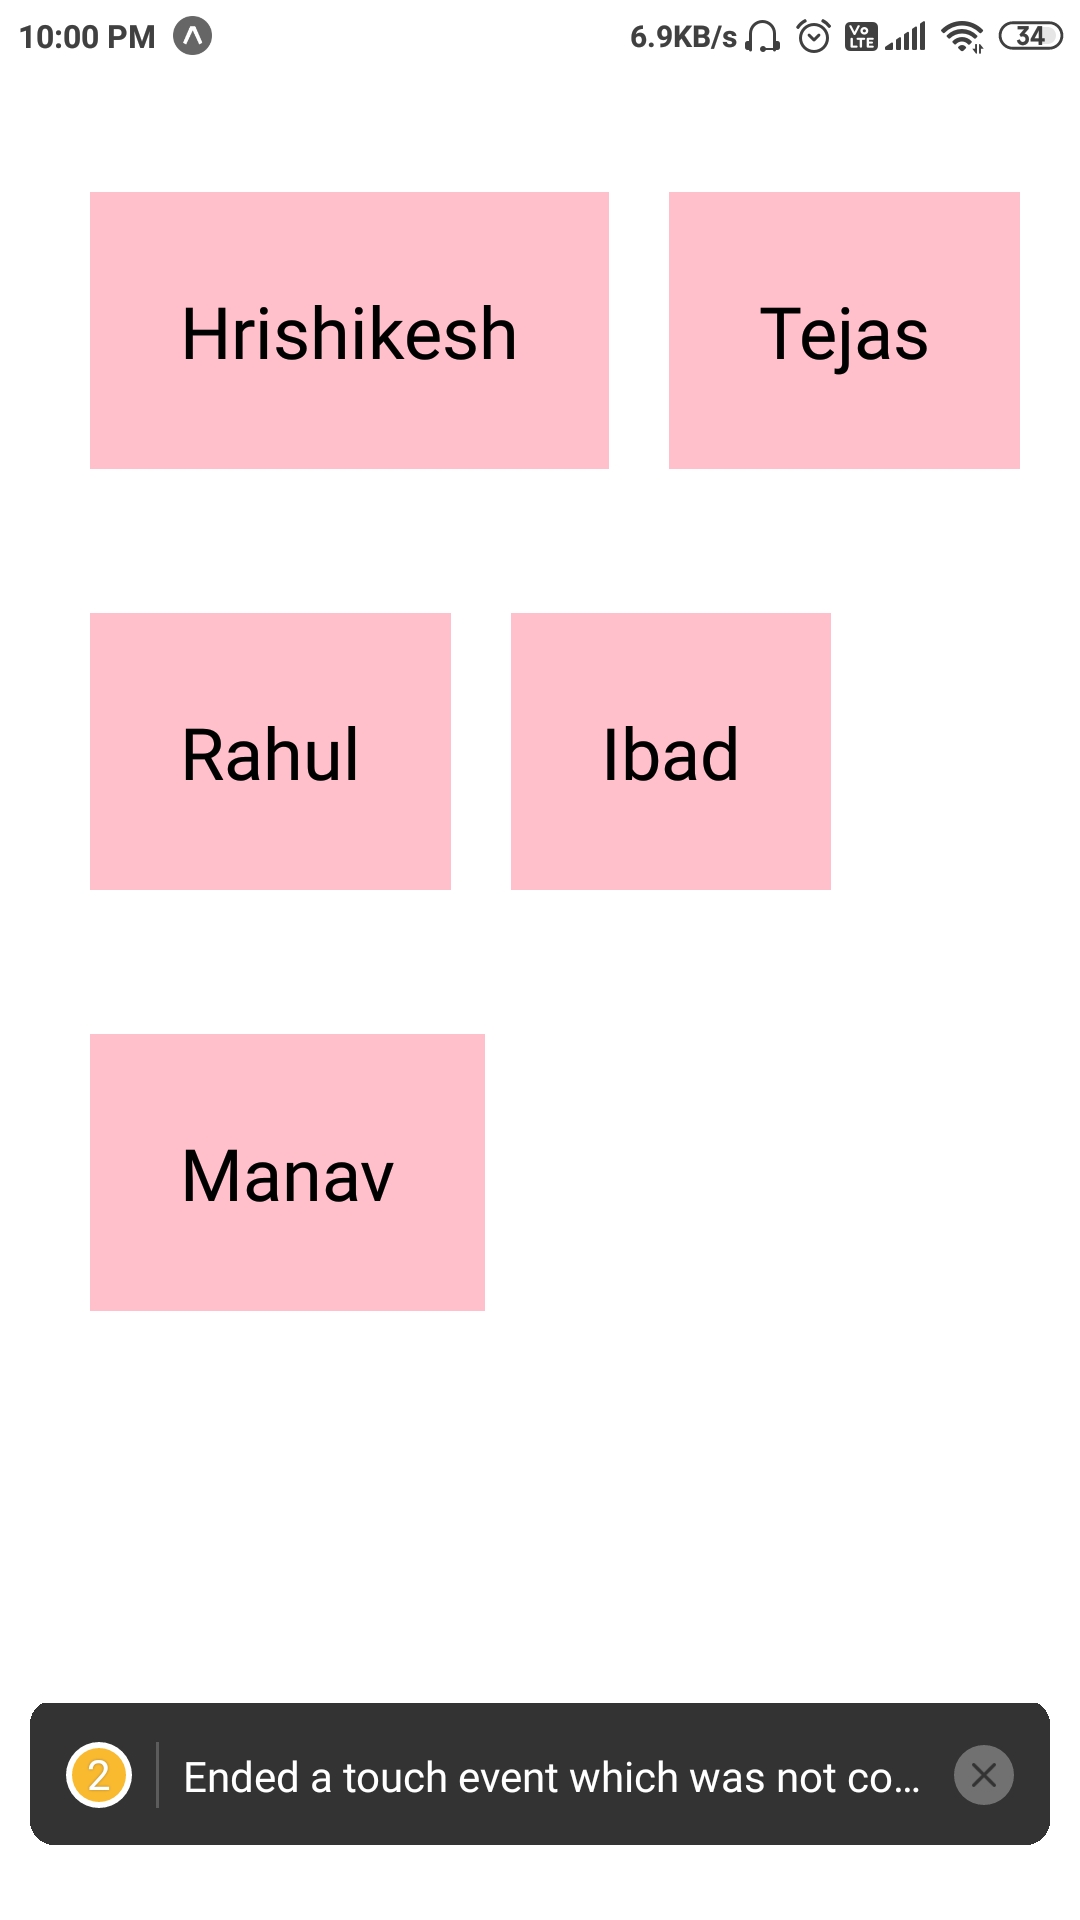 10:00 PM 6.9KB/s Vo LTE 34
Hrishikesh Tejas
Rahul Ibad
Manav
2 Ended a touch event which was not co...